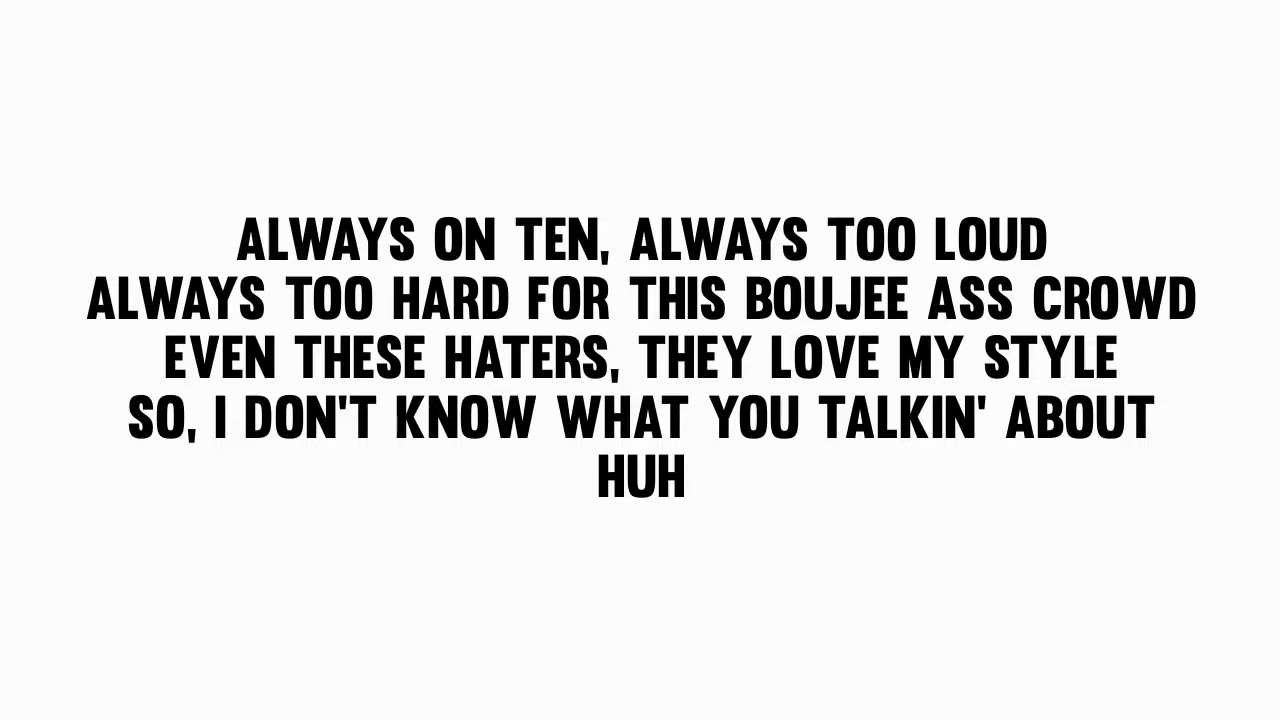 ALWAYS ON TEN, ALWAYS TOO LOUD
ALWAYS TOO HARD FOR THIS BOUJEE ASS CROWD
EVEN THESE HATERS, THEY LOVE MY STYLE
SO, I DON'T KNOW WHAT YOU TALKIN' ABOUT
HUH